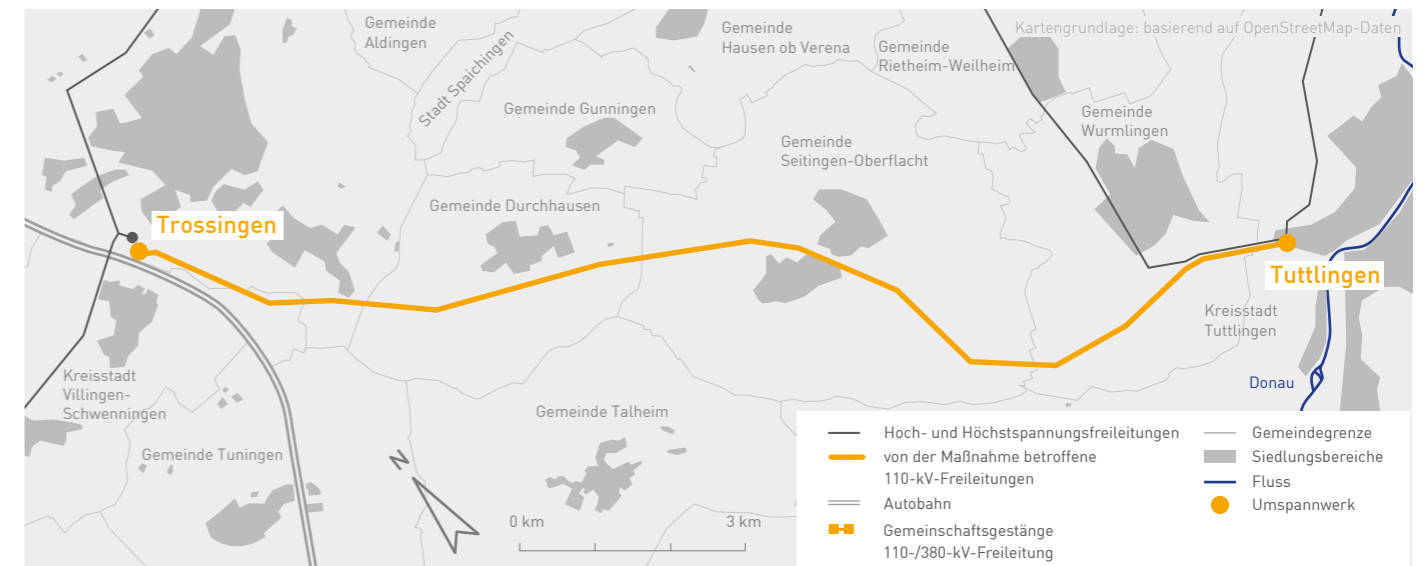 Gemeinde
Aldingen
Stadt Spaichingen
Gemeinde
Hausen ob Verena
Gemeinde
Rietheim-Weilheim
Kartengrundlage: basierend auf OpenStreetMap-Daten
Gemeinde Gunningen
Gemeinde
Wurmlingen
Gemeinde
Seitingen-Oberflacht
Gemeinde Durchhausen
Trossingen
Tuttlingen
Kreisstadt
Tuttlingen
Kreisstadt
Villingen-
Schwenningen
Donau
Gemeinde Talheim
Gemeinde Tuningen
N
0 km
3 km
Hoch- und Höchstspannungsfreileitungen
von der Maßnahme betroffene
110-kV-Freileitungen
Autobahn
Gemeinschaftsgestänge
110-/380-kV-Freileitung
Gemeindegrenze
Siedlungsbereiche
Fluss
Umspannwerk